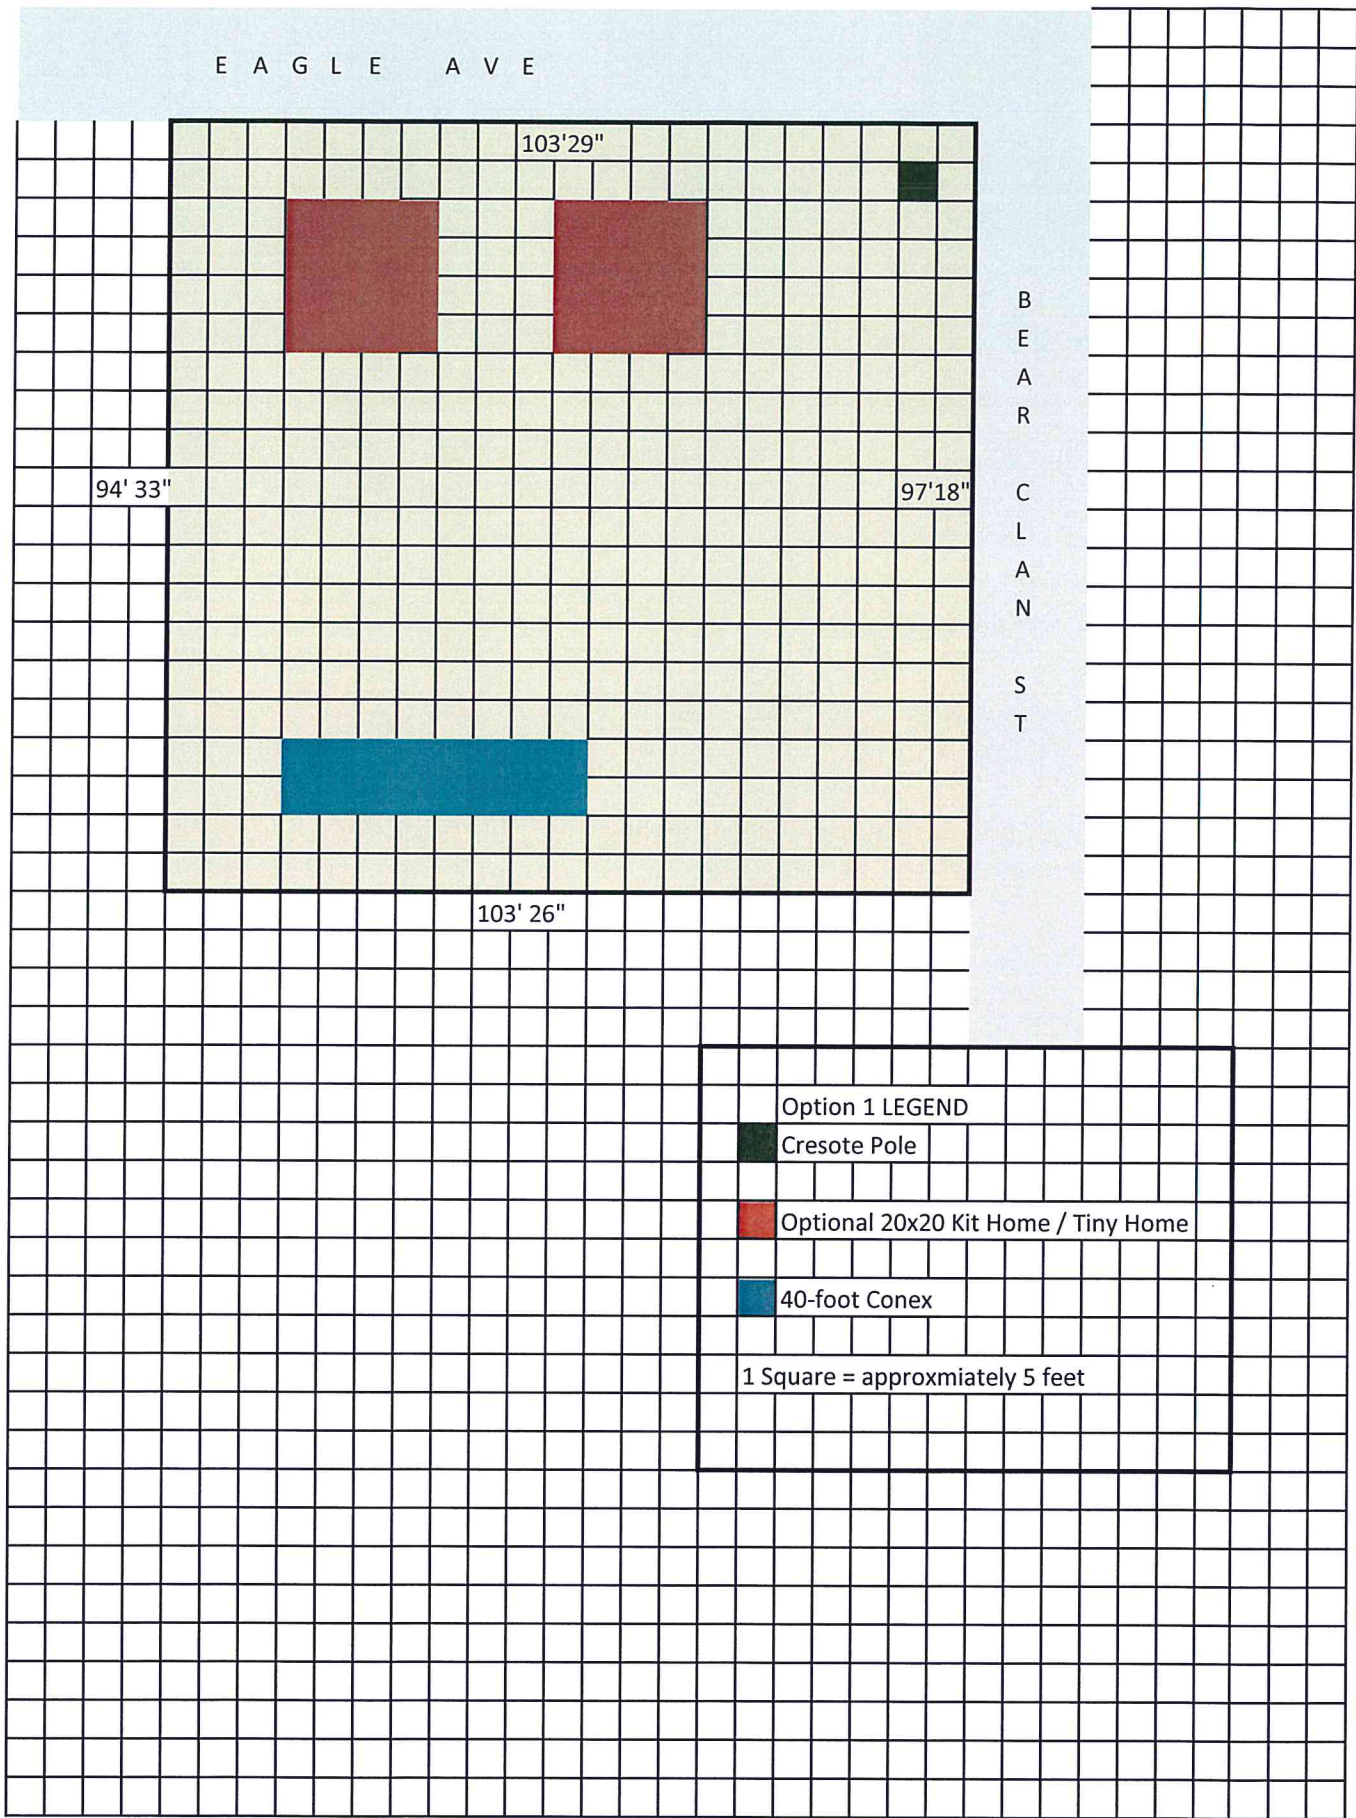 E A G L E A V E
103'29"
B
E
A
R
C
L
A
N
S
T
94' 33"
97'18"
103' 26"
Option 1 LEGEND
Cresote Pole
Optional 20x20 Kit Home / Tiny Home
40-foot Conex
1 Square = approxmiately 5 feet